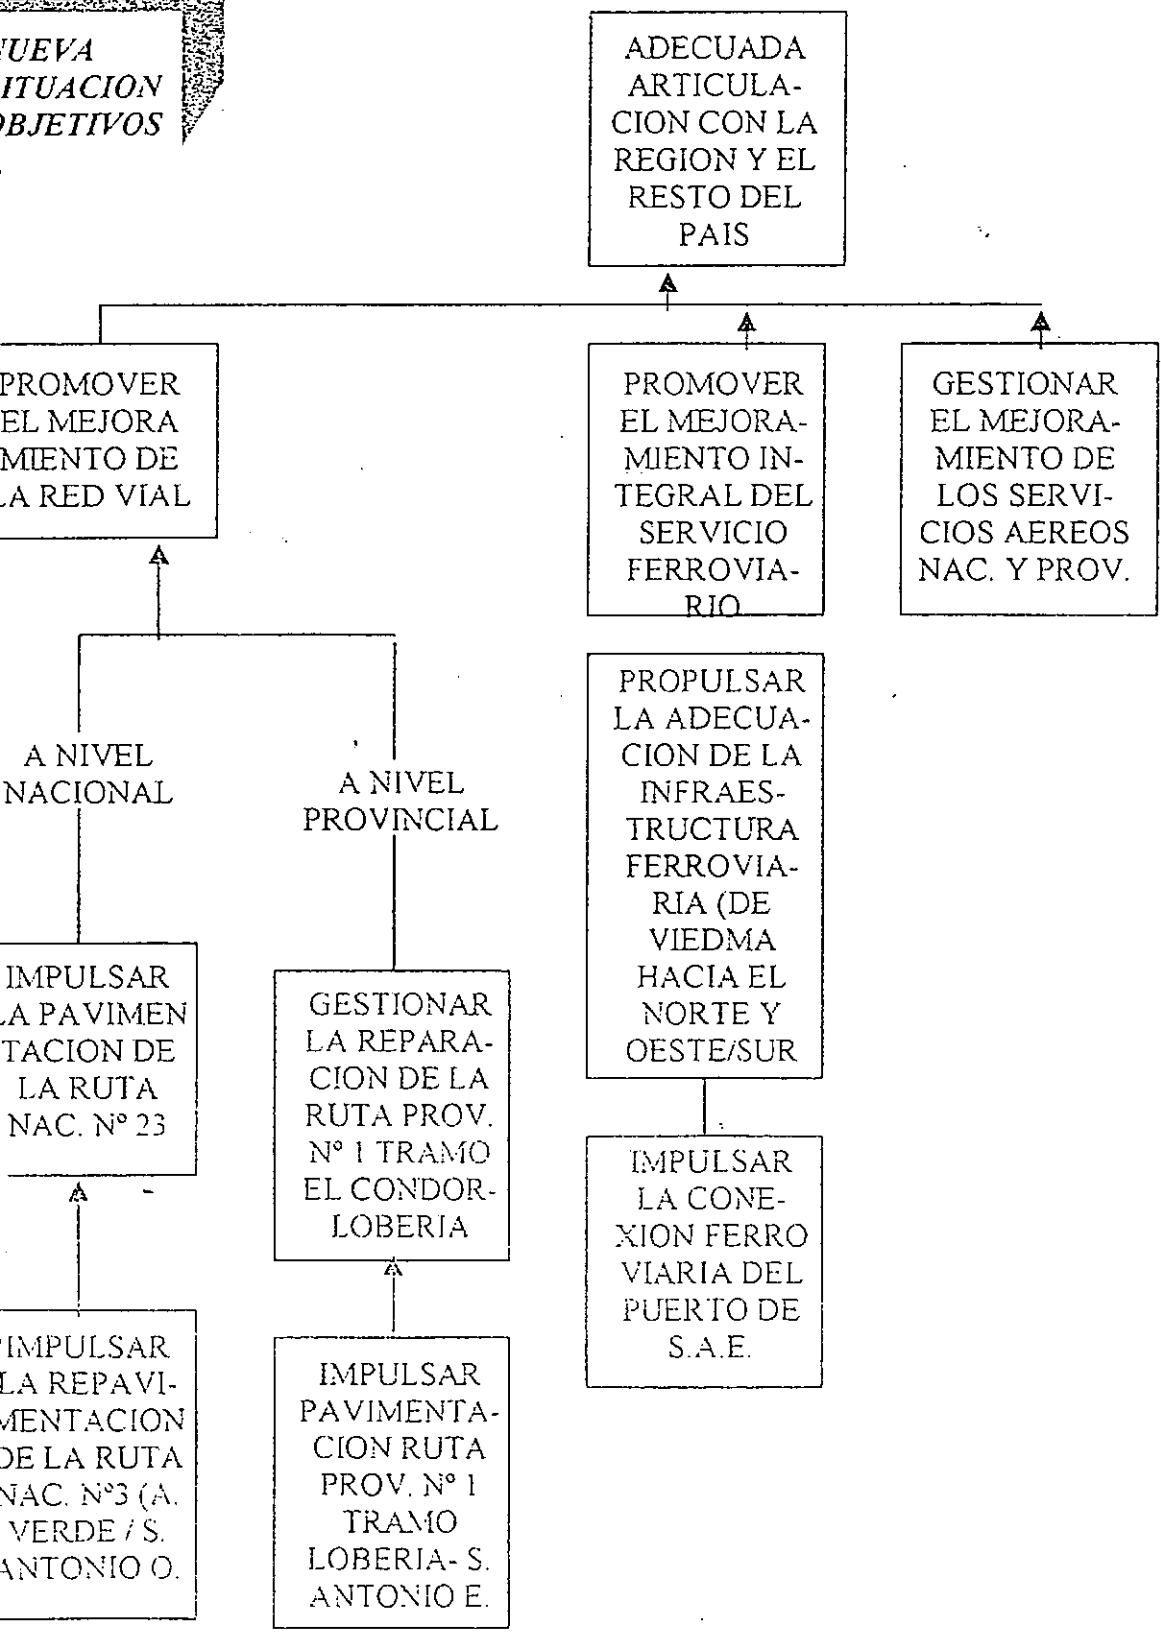 NUEVA
SITUACION
OBJETIVOS
ADECUADA
ARTICULA-
CION CON LA
REGION Y EL
RESTO DEL
PAIS
PROMOVER
EL MEJORA
MIENTO DE
LA RED VIAL
PROMOVER
EL MEJORA-
MIENTO IN-
TEGRAL DEL
SERVICIO
FERROVIA-
RIO
GESTIONAR
EL MEJORA-
MIENTO DE
LOS SERVI-
CIOS AEREOS
NAC. Y PROV.
A NIVEL
NACIONAL
A NIVEL
PROVINCIAL
PROPULSAR
LA ADECUA-
CION DE LA
INFRAES-
TRUCTURA
FERROVIA-
RIA (DE
VIEDMA
HACIA EL
NORTE Y
OESTE/SUR
IMPULSAR
LA PAVIMEN
TACION DE
LA RUTA
NAC. Nº 23
GESTIONAR
LA REPARA-
CION DE LA
RUTA PROV.
Nº 1 TRAMO
EL CONDOR-
LOBERIA
IMPULSAR
LA CONE-
XION FERRO
VIARIA DEL
PUERTO DE
S.A.E.
IMPULSAR
LA REPAVI-
MENTACION
DE LA RUTA
NAC. Nº3 (A.
VERDE / S.
ANTONIO O.
IMPULSAR
PAVIMENTA-
CION RUTA
PROV. Nº 1
TRAMO
LOBERIA- S.
ANTONIO E.